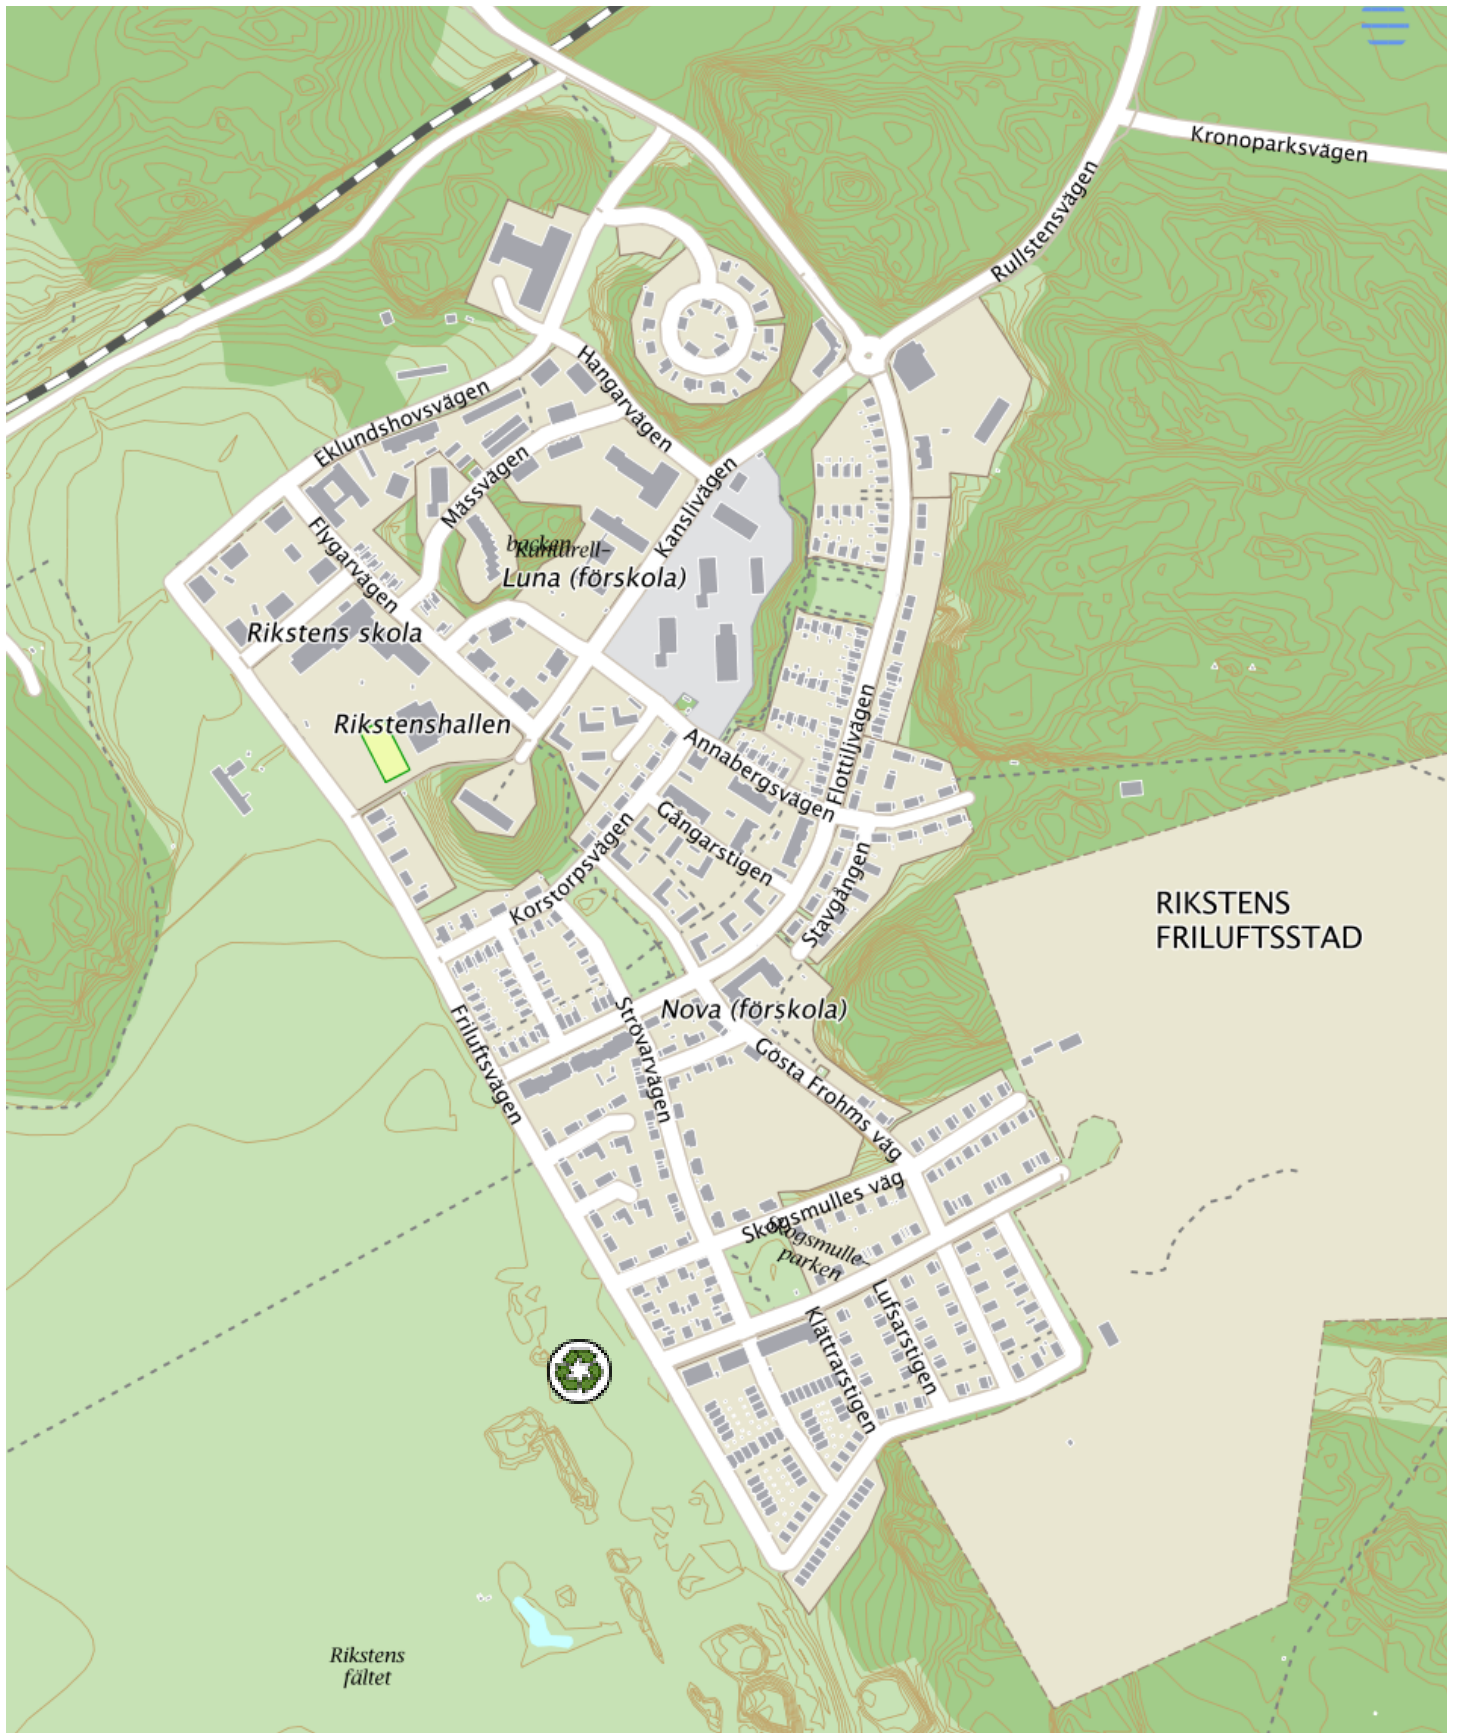 Kronoparksvägen
Rullstensvägen
Hangarvägen
Eklundshovsvägen
Mässvägen
Kanslivägen
Flygarvägen
backen
Luna (förskola)
Rikstens skola
Rikstenshallen
Annabergsvägen
Flottiljvägen
Gångarstigen
Korstorpsvägen
Stavgången
RIKSTENS
FRILUFTSSTAD
Nova (förskola)
Friluftsvägen
Strövarvägen
Gösta Frohms väg
Skogsmulles väg
Skogsmulle-
parken
Lufsarstigen
Klättrarstigen
Rikstens
fältet